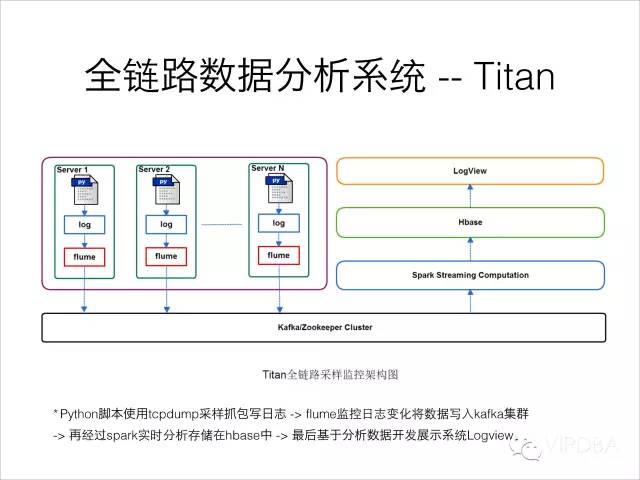 全链路数据分析系统 -- Titan
Server 1
Server 2
Server N
py
py
py
log
log
log
flume
flume
flume
LogView
Hbase
Spark Streaming Computation
Kafka/Zookeeper Cluster
Titan全链路采样监控架构图
*Python脚本使用tcpdump采样抓包写日志 -> flume监控日志变化将数据写入kafka集群
-> 再经过spark实时分析存储在hbase中 -> 最后基于分析数据开发展示系统Logview。
VIPDBA